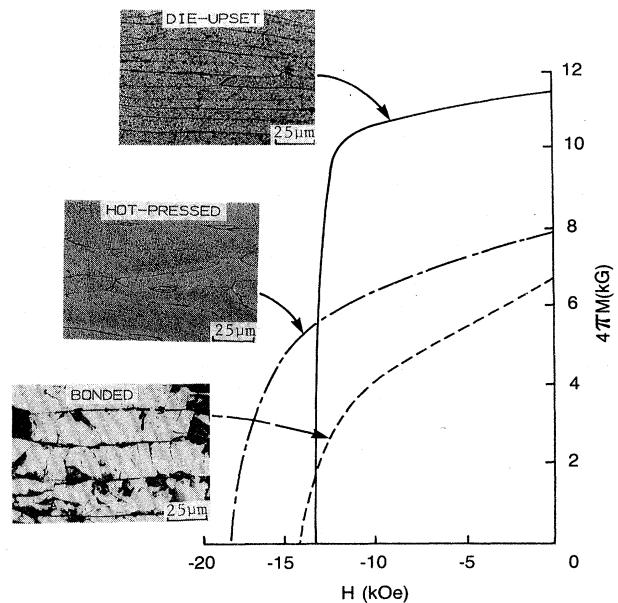 DIE-UPSET
25µm
HOT-PRESSED
25µm
BONDED
25µm
12
10
8
6
4
2
0
4πM(kG)
-20
-15
-10
-5
H (kOe)